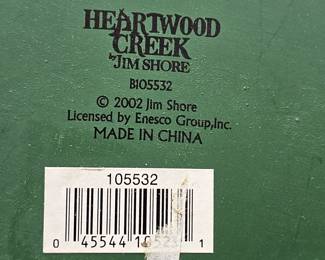 HEARTWOOD
CREEK
by JIM SHORE
B105532
© 2002 Jim Shore
Licensed by Enesco Group,Inc.
MADE IN CHINA
105532
0 45544 1